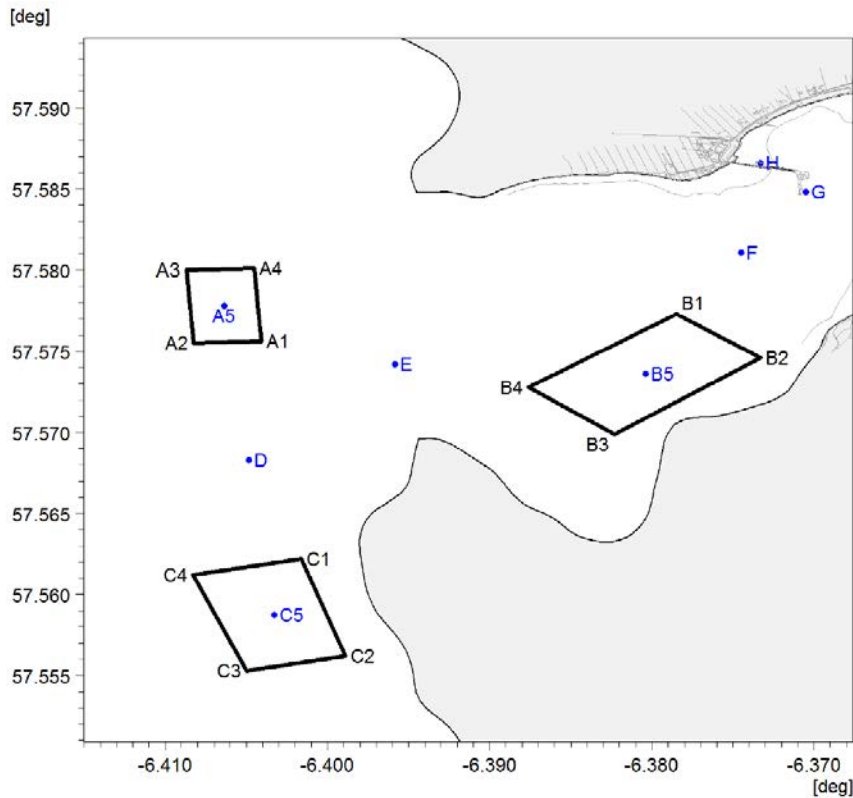 [deg]
57.590
57.585
H
G
57.580
A3
A4
F
A5
B1
57.575
A2
A1
B2
E
B5
B4
57.570
B3
D
57.565
C1
C4
57.560
C5
C2
57.555
C3
-6.410
-6.400
-6.390
-6.380
-6.370
[deg]